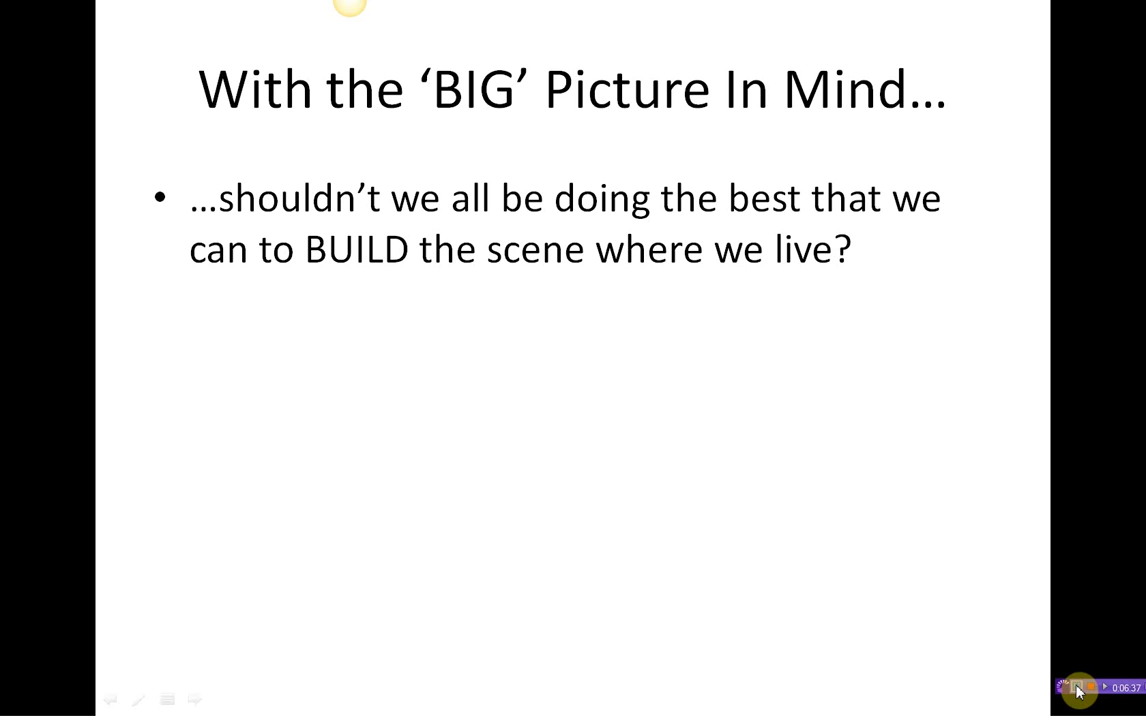 With the ‘BIG’ Picture In Mind…
• …shouldn’t we all be doing the best that we
can to BUILD the scene where we live?
0:06:37